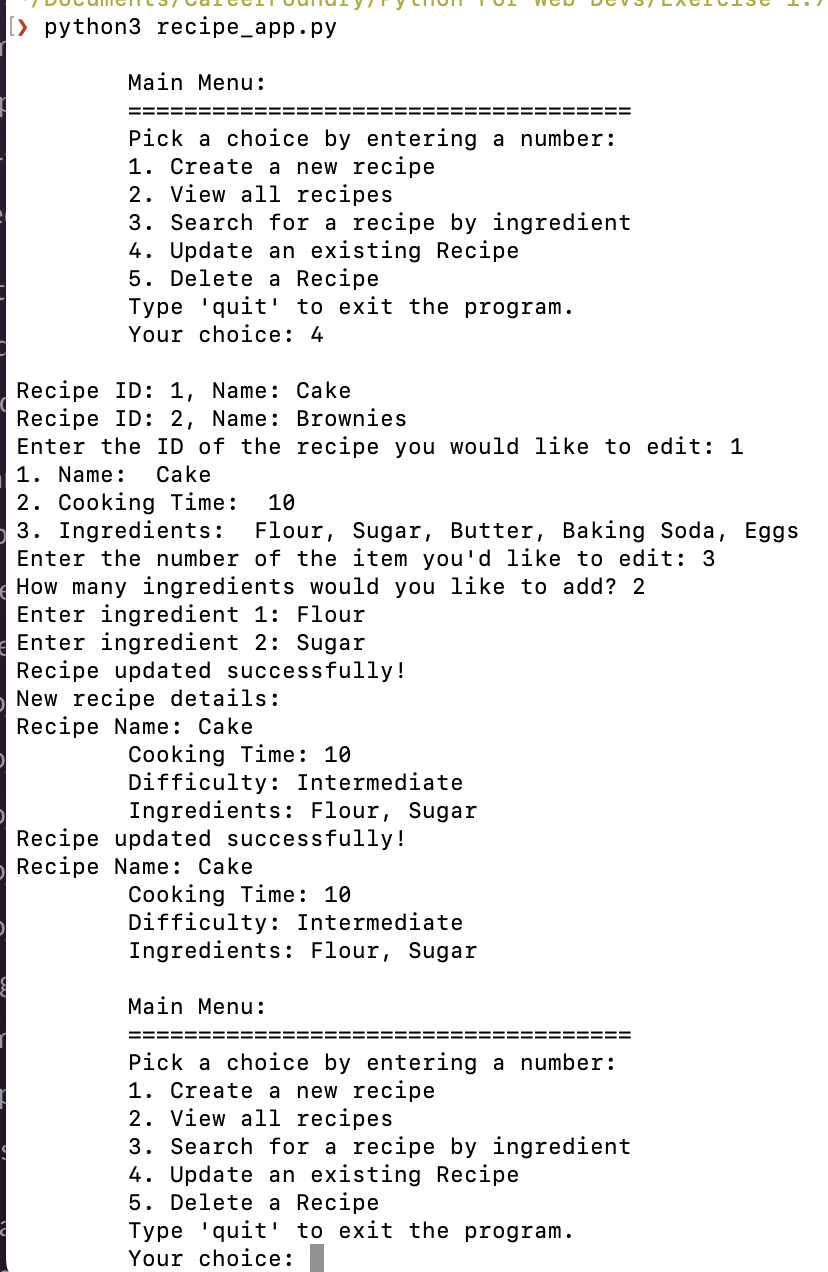 ~/Documents/CareerFoundry/Python For Web Devs/Exercise 1.7
❯ python3 recipe_app.py
Main Menu:
====================================
Pick a choice by entering a number:
1. Create a new recipe
2. View all recipes
3. Search for a recipe by ingredient
4. Update an existing Recipe
5. Delete a Recipe
Type 'quit' to exit the program.
Your choice: 4
Recipe ID: 1, Name: Cake
Recipe ID: 2, Name: Brownies
Enter the ID of the recipe you would like to edit: 1
1. Name:  Cake
2. Cooking Time:  10
3. Ingredients:  Flour, Sugar, Butter, Baking Soda, Eggs
Enter the number of the item you'd like to edit: 3
How many ingredients would you like to add? 2
Enter ingredient 1: Flour
Enter ingredient 2: Sugar
Recipe updated successfully!
New recipe details:
Recipe Name: Cake
Cooking Time: 10
Difficulty: Intermediate
Ingredients: Flour, Sugar
Recipe updated successfully!
Recipe Name: Cake
Cooking Time: 10
Difficulty: Intermediate
Ingredients: Flour, Sugar
Main Menu:
====================================
Pick a choice by entering a number:
1. Create a new recipe
2. View all recipes
3. Search for a recipe by ingredient
4. Update an existing Recipe
5. Delete a Recipe
Type 'quit' to exit the program.
Your choice: